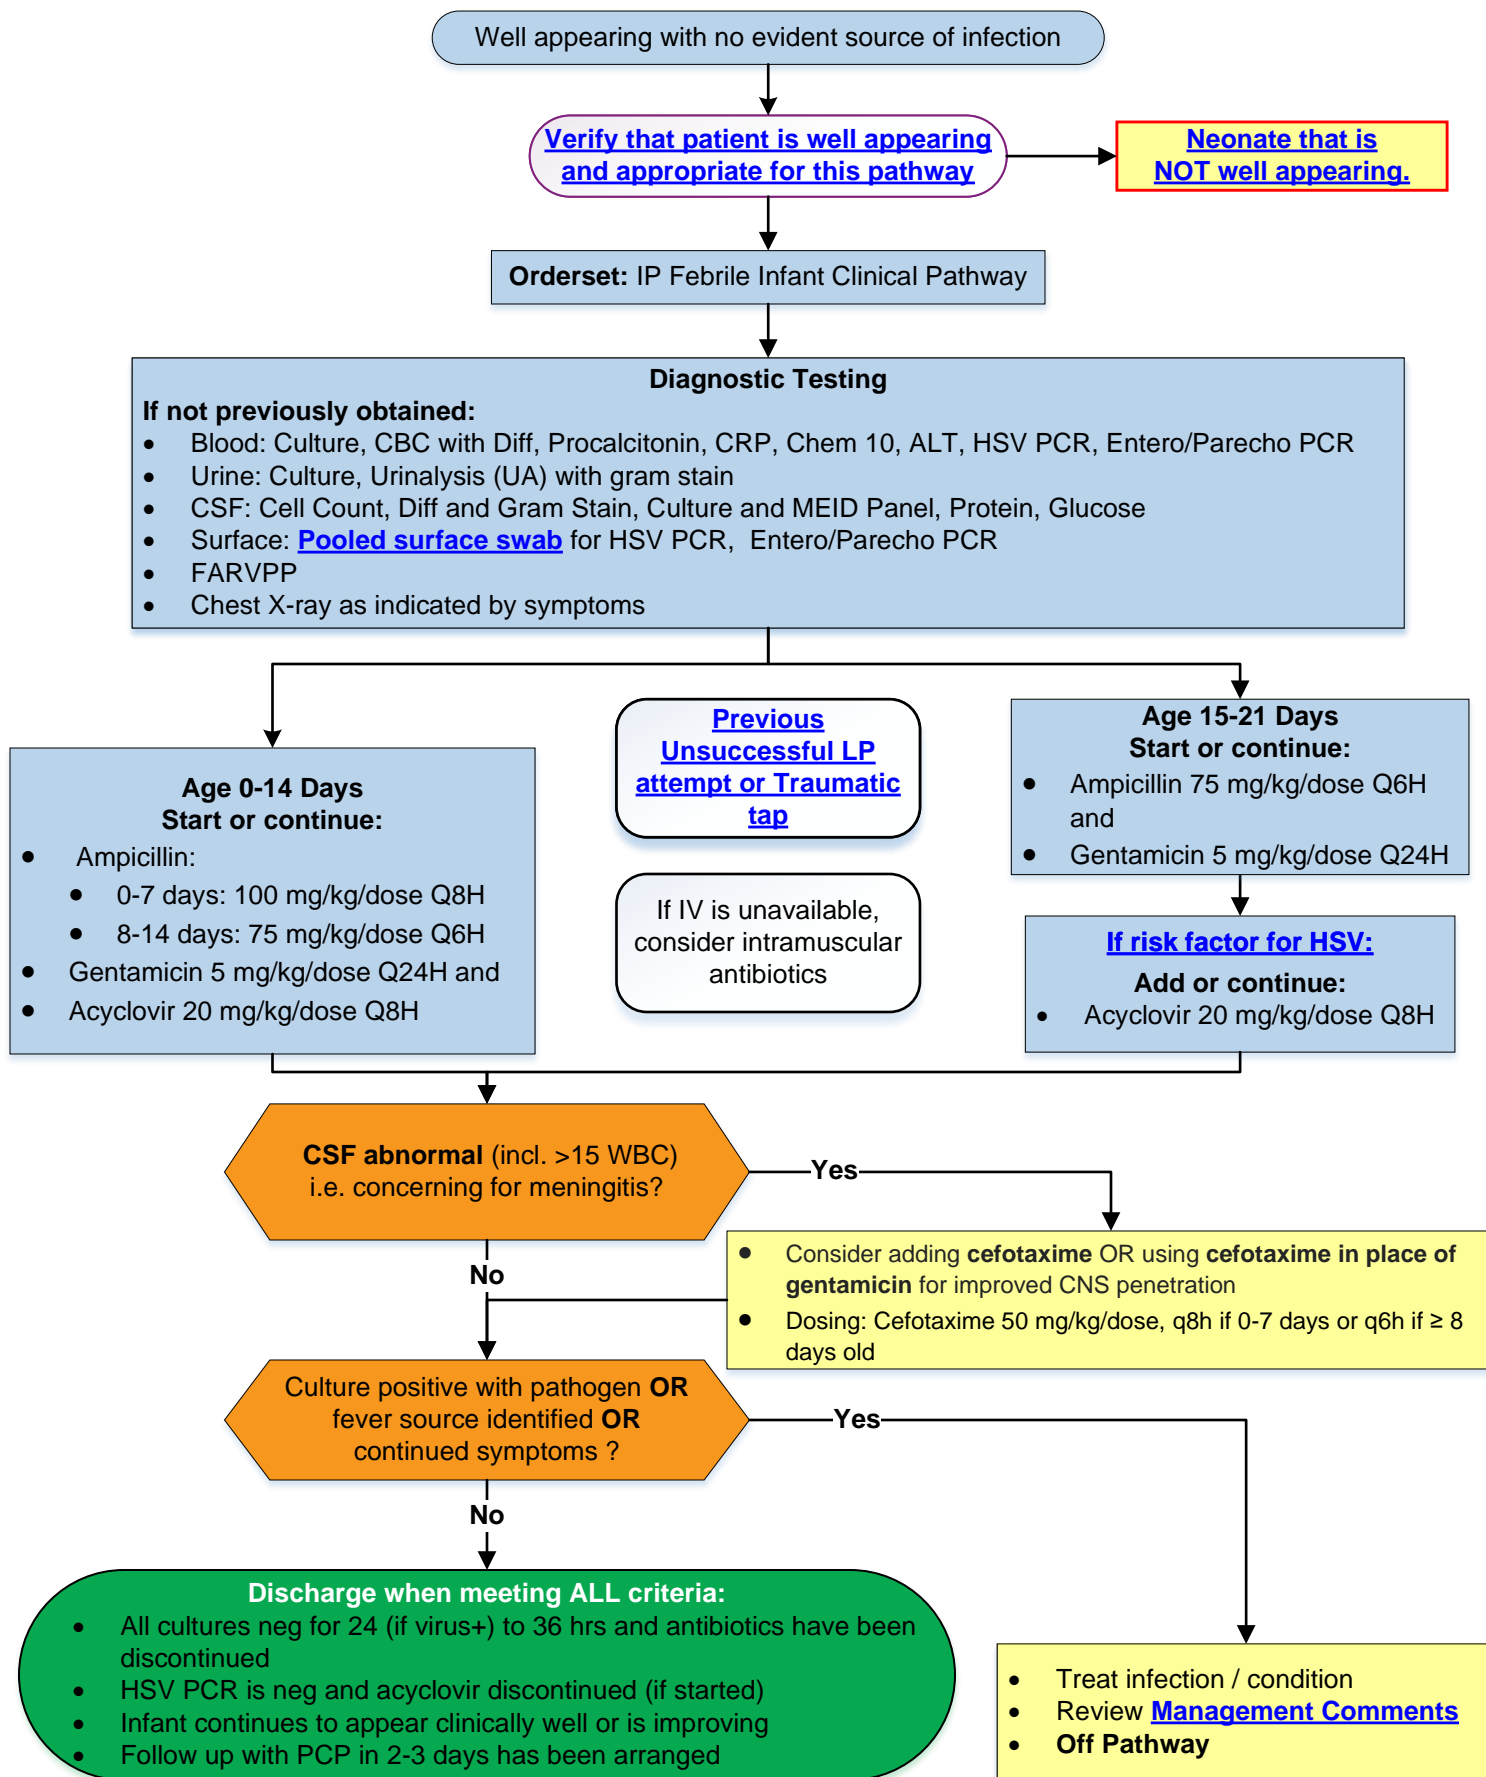 Well appearing with no evident source of infection
Verify that patient is well appearing
and appropriate for this pathway
Neonate that is
NOT well appearing.
Orderset: IP Febrile Infant Clinical Pathway
Diagnostic Testing
If not previously obtained:
• Blood: Culture, CBC with Diff, Procalcitonin, CRP, Chem 10, ALT, HSV PCR, Entero/Parecho PCR
• Urine: Culture, Urinalysis (UA) with gram stain
• CSF: Cell Count, Diff and Gram Stain, Culture and MEID Panel, Protein, Glucose
• Surface: Pooled surface swab for HSV PCR, Entero/Parecho PCR
• FARVPP
• Chest X-ray as indicated by symptoms
Age 0-14 Days
Start or continue:
• Ampicillin:
• 0-7 days: 100 mg/kg/dose Q8H
• 8-14 days: 75 mg/kg/dose Q6H
• Gentamicin 5 mg/kg/dose Q24H and
• Acyclovir 20 mg/kg/dose Q8H
Previous
Unsuccessful LP
attempt or Traumatic
tap
If IV is unavailable,
consider intramuscular
antibiotics
Age 15-21 Days
Start or continue:
• Ampicillin 75 mg/kg/dose Q6H
and
• Gentamicin 5 mg/kg/dose Q24H
If risk factor for HSV:
Add or continue:
• Acyclovir 20 mg/kg/dose Q8H
CSF abnormal (incl. >15 WBC)
i.e. concerning for meningitis?
Yes
No
• Consider adding cefotaxime OR using cefotaxime in place of
gentamicin for improved CNS penetration
• Dosing: Cefotaxime 50 mg/kg/dose, q8h if 0-7 days or q6h if ≥ 8
days old
Culture positive with pathogen OR
fever source identified OR
continued symptoms ?
Yes
No
Discharge when meeting ALL criteria:
• All cultures neg for 24 (if virus+) to 36 hrs and antibiotics have been
discontinued
• HSV PCR is neg and acyclovir discontinued (if started)
• Infant continues to appear clinically well or is improving
• Follow up with PCP in 2-3 days has been arranged
• Treat infection / condition
• Review Management Comments
• Off Pathway